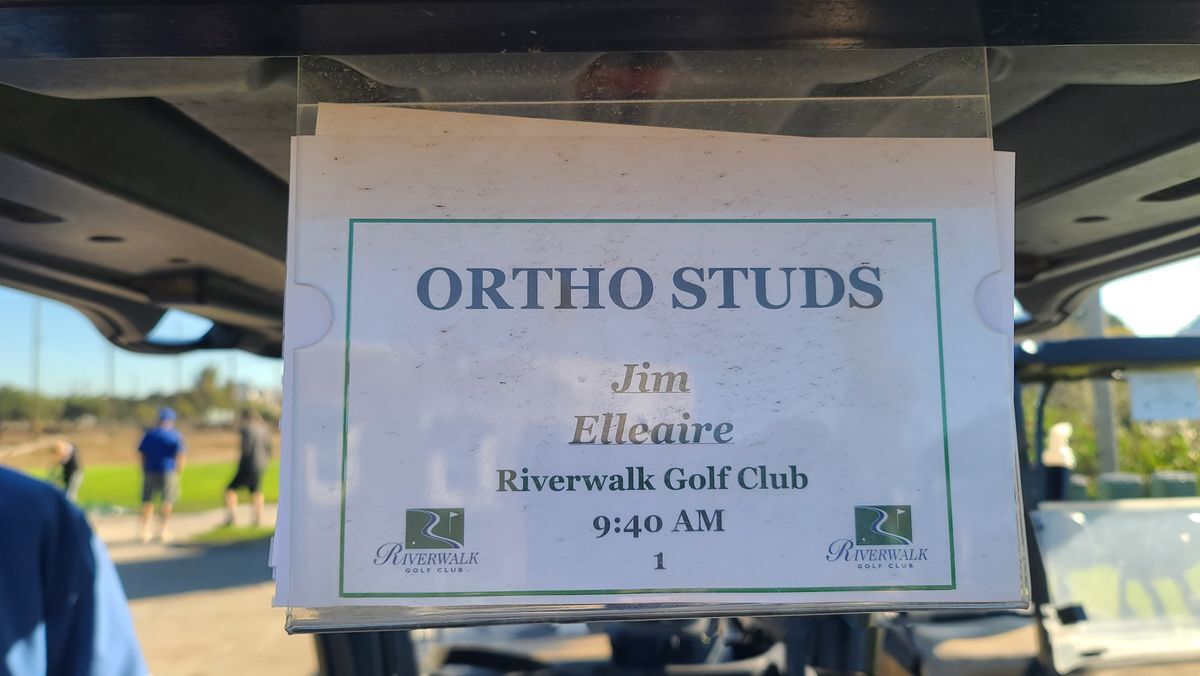 ORTHO STUDS
Jim
Elleaire
Riverwalk Golf Club
9:40 AM
1
RIVERWALK
GOLF CLUB
RIVERWALK
GOLF CLUB